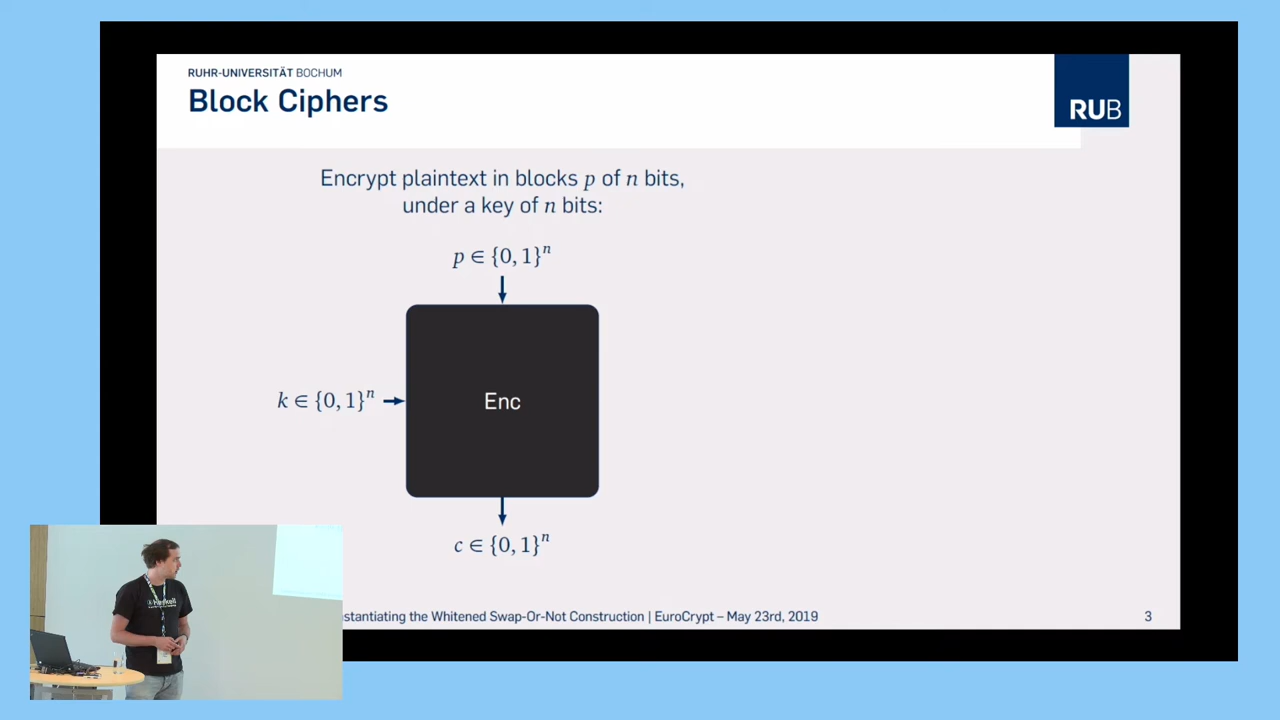 RUHR-UNIVERSITÄT BOCHUM
Block Ciphers
RUB
Encrypt plaintext in blocks p of n bits,
under a key of n bits:
p ∈ {0, 1}ⁿ
k ∈ {0, 1}ⁿ
Enc
c ∈ {0, 1}ⁿ
stantiating the Whitened Swap-Or-Not Construction | EuroCrypt – May 23rd, 2019
3